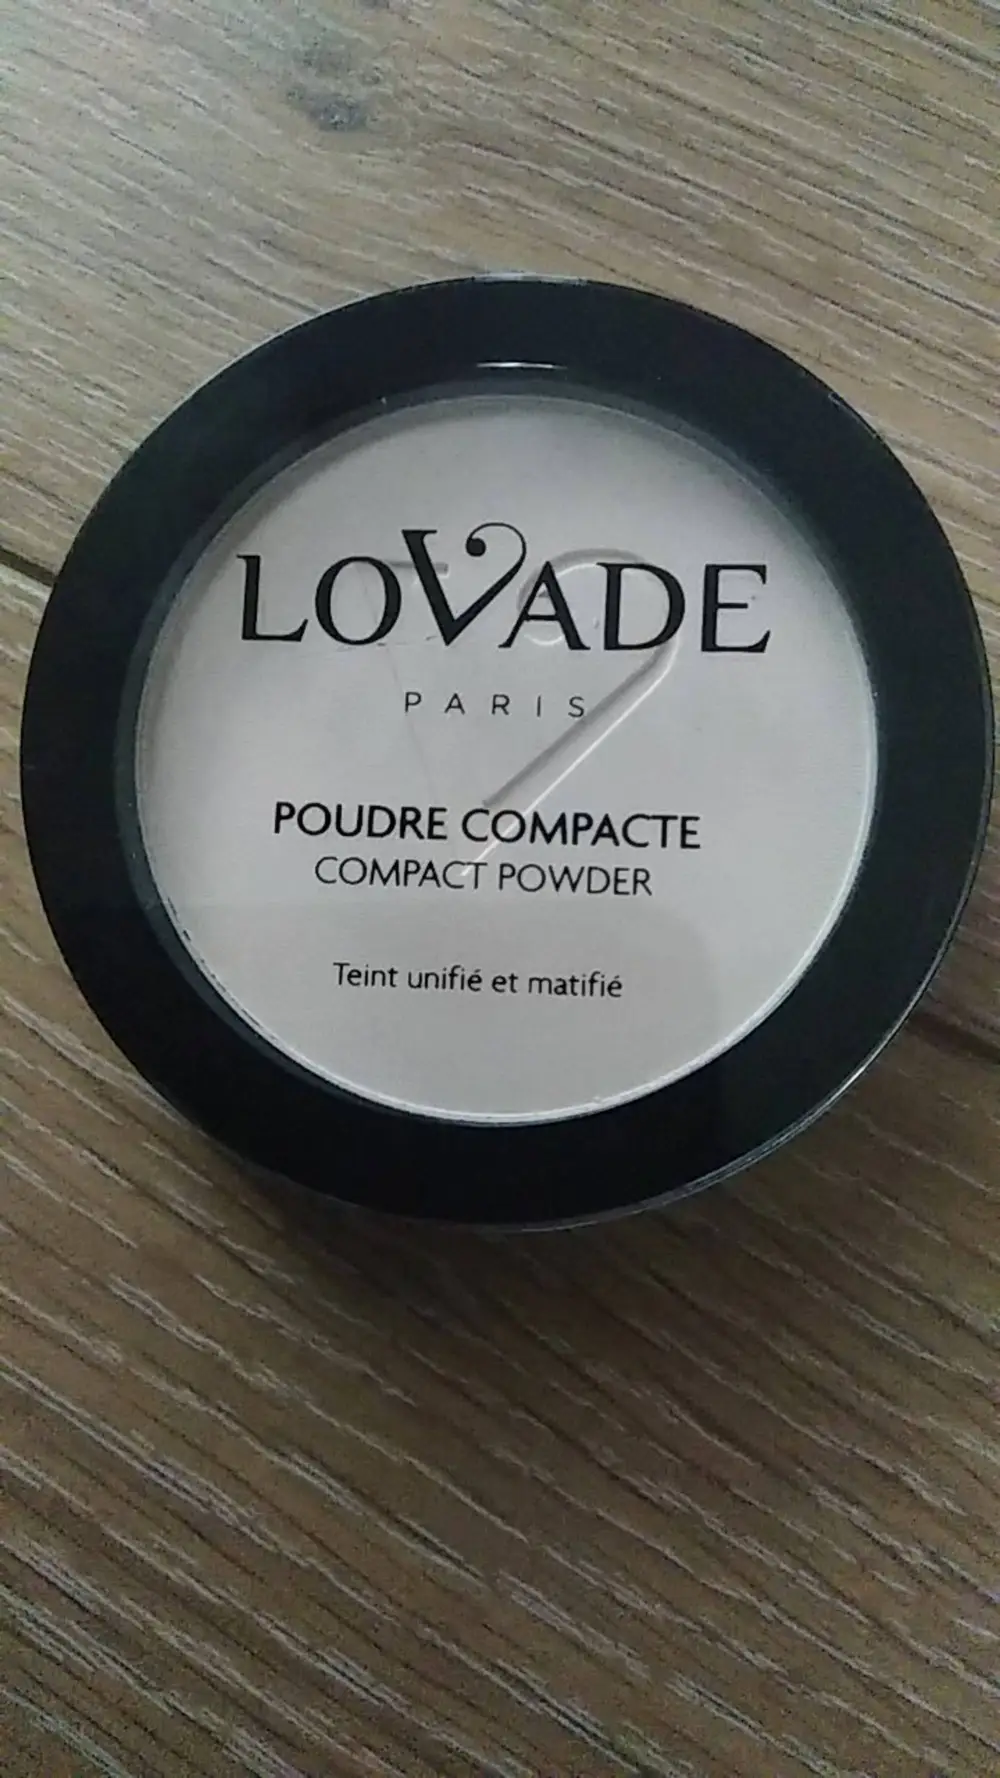 LOVADE
PARIS
POUDRE COMPACTE
COMPACT POWDER
Teint unifié et matifié